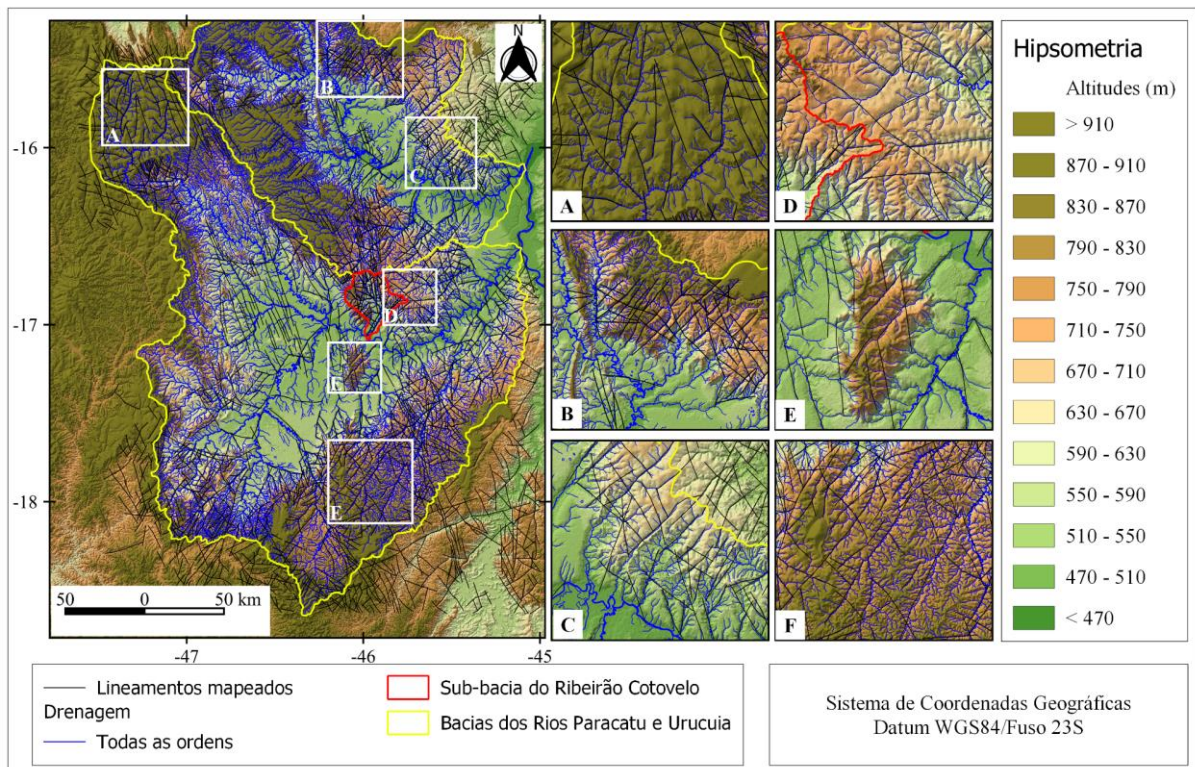 N
A
B
C
D
F
E
-16
-17
-18
-47
-46
-45
50 0 50 km
A
D
B
E
C
F
Hipsometria
Altitudes (m)
> 910
870 - 910
830 - 870
790 - 830
750 - 790
710 - 750
670 - 710
630 - 670
590 - 630
550 - 590
510 - 550
470 - 510
< 470
Lineamentos mapeados
Drenagem
Todas as ordens
Sub-bacia do Ribeirão Cotovelo
Bacias dos Rios Paracatu e Urucuia
Sistema de Coordenadas Geográficas
Datum WGS84/Fuso 23S